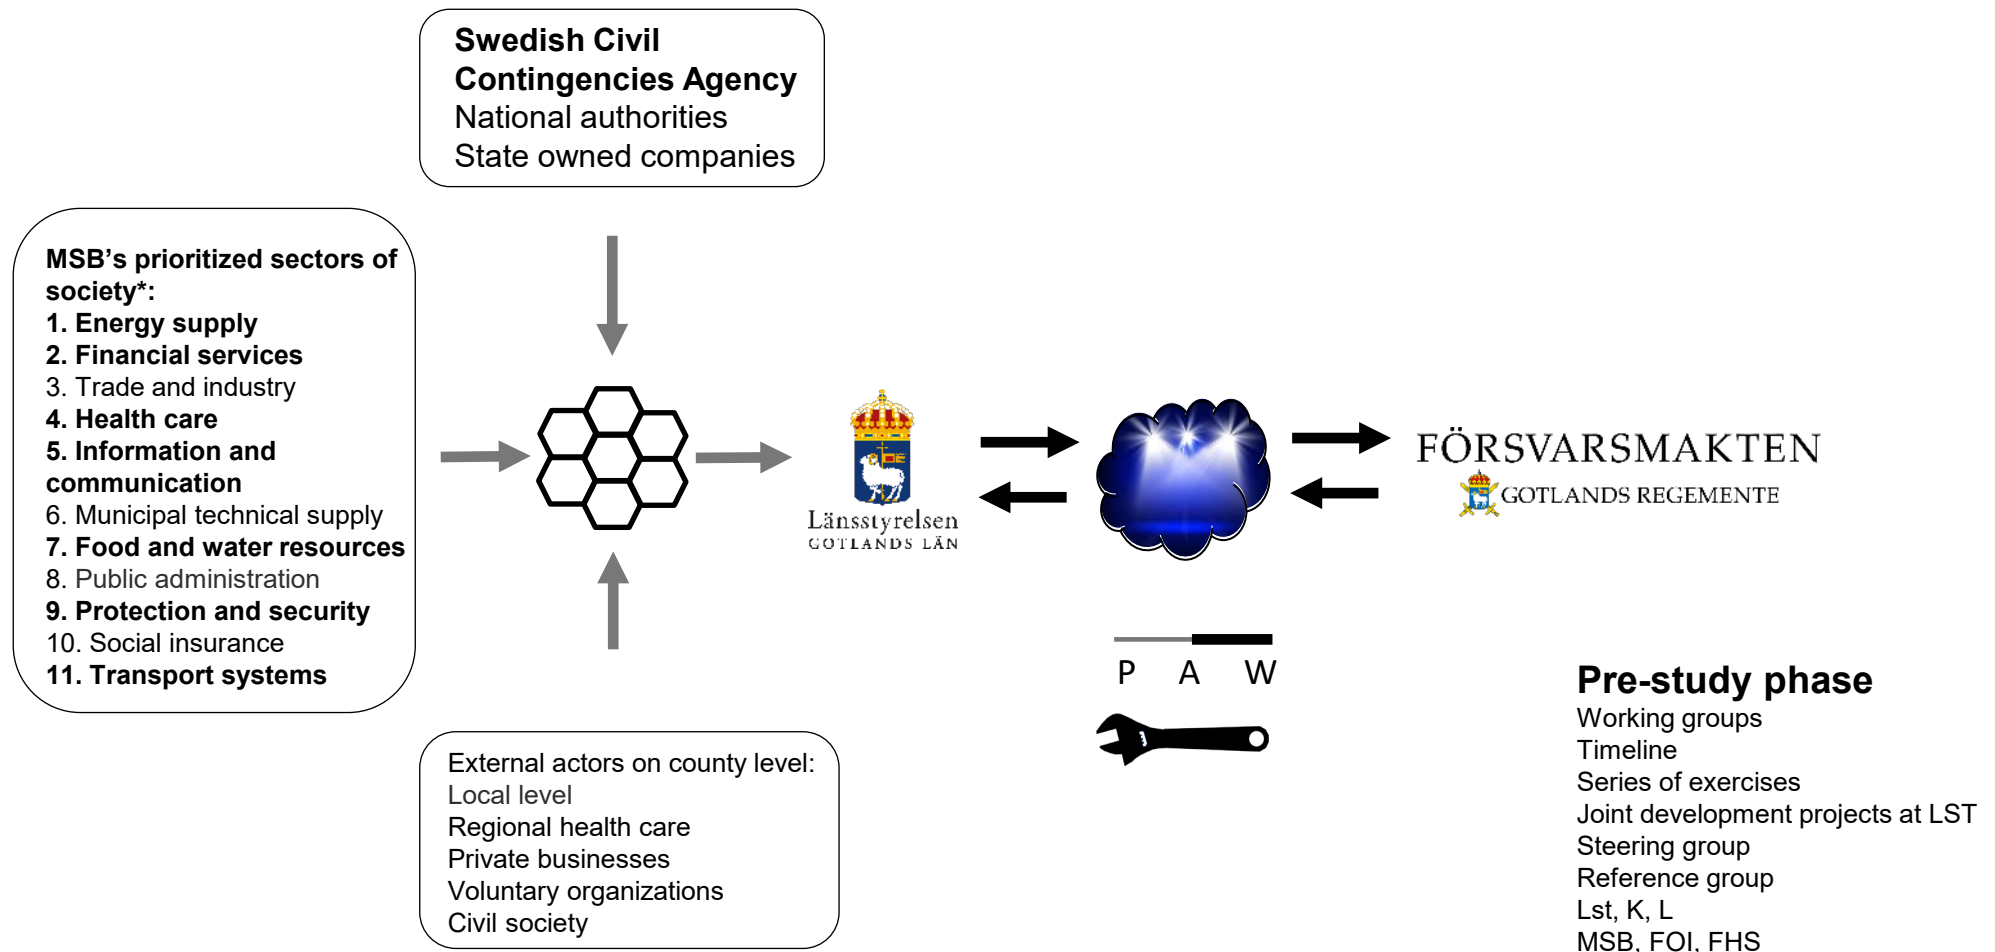 Swedish Civil
Contingencies Agency
National authorities
State owned companies
MSB's prioritized sectors of
society*:
1. Energy supply
2. Financial services
3. Trade and industry
4. Health care
5. Information and
communication
6. Municipal technical supply
7. Food and water resources
8. Public administration
9. Protection and security
10. Social insurance
11. Transport systems
Länsstyrelsen
GOTLANDS LÄN
FÖRSVARSMAKTEN
GOTLANDS REGEMENTE
P A W
External actors on county level:
Local level
Regional health care
Private businesses
Voluntary organizations
Civil society
Pre-study phase
Working groups
Timeline
Series of exercises
Joint development projects at LST
Steering group
Reference group
Lst, K, L
MSB, FOI, FHS